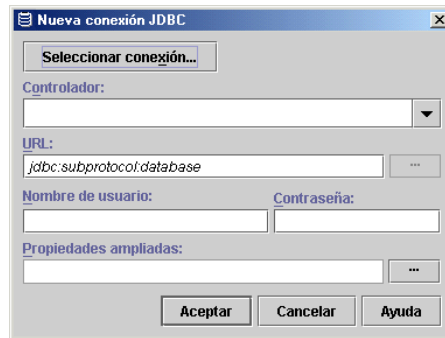 Nueva conexión JDBC
Seleccionar conexión...
Controlador:
URL:
jdbc:subprotocol:database
...
Nombre de usuario: Contraseña:
Propiedades ampliadas:
...
Aceptar Cancelar Ayuda